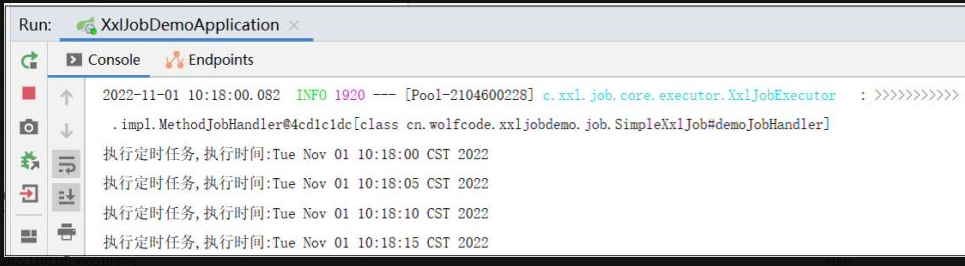 Run: XxlJobDemoApplication ×
Console Endpoints
2022-11-01 10:18:00.082 INFO 1920 --- [Pool-2104600228] c.xxl.job.core.executor.XxlJobExecutor : >>>>>>>>>>>
.impl.MethodJobHandler@4cd1c1dc[class cn.wolfcode.xxljobdemo.job.SimpleXxlJob#demoJobHandler]
执行定时任务,执行时间:Tue Nov 01 10:18:00 CST 2022
执行定时任务,执行时间:Tue Nov 01 10:18:05 CST 2022
执行定时任务,执行时间:Tue Nov 01 10:18:10 CST 2022
执行定时任务,执行时间:Tue Nov 01 10:18:15 CST 2022